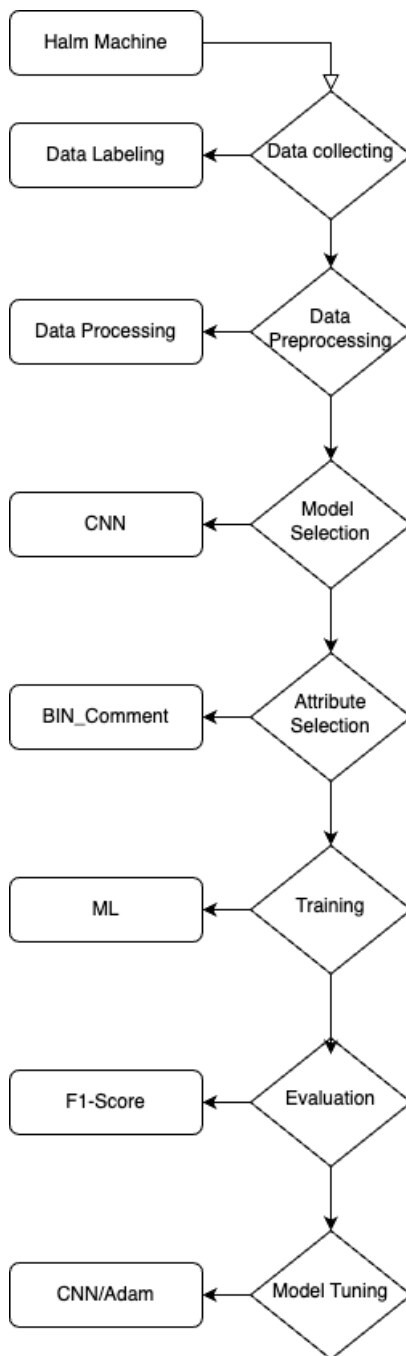 Halm Machine
Data Labeling
Data collecting
Data Processing
Data
Preprocessing
CNN
Model
Selection
BIN_Comment
Attribute
Selection
ML
Training
F1-Score
Evaluation
CNN/Adam
Model Tuning